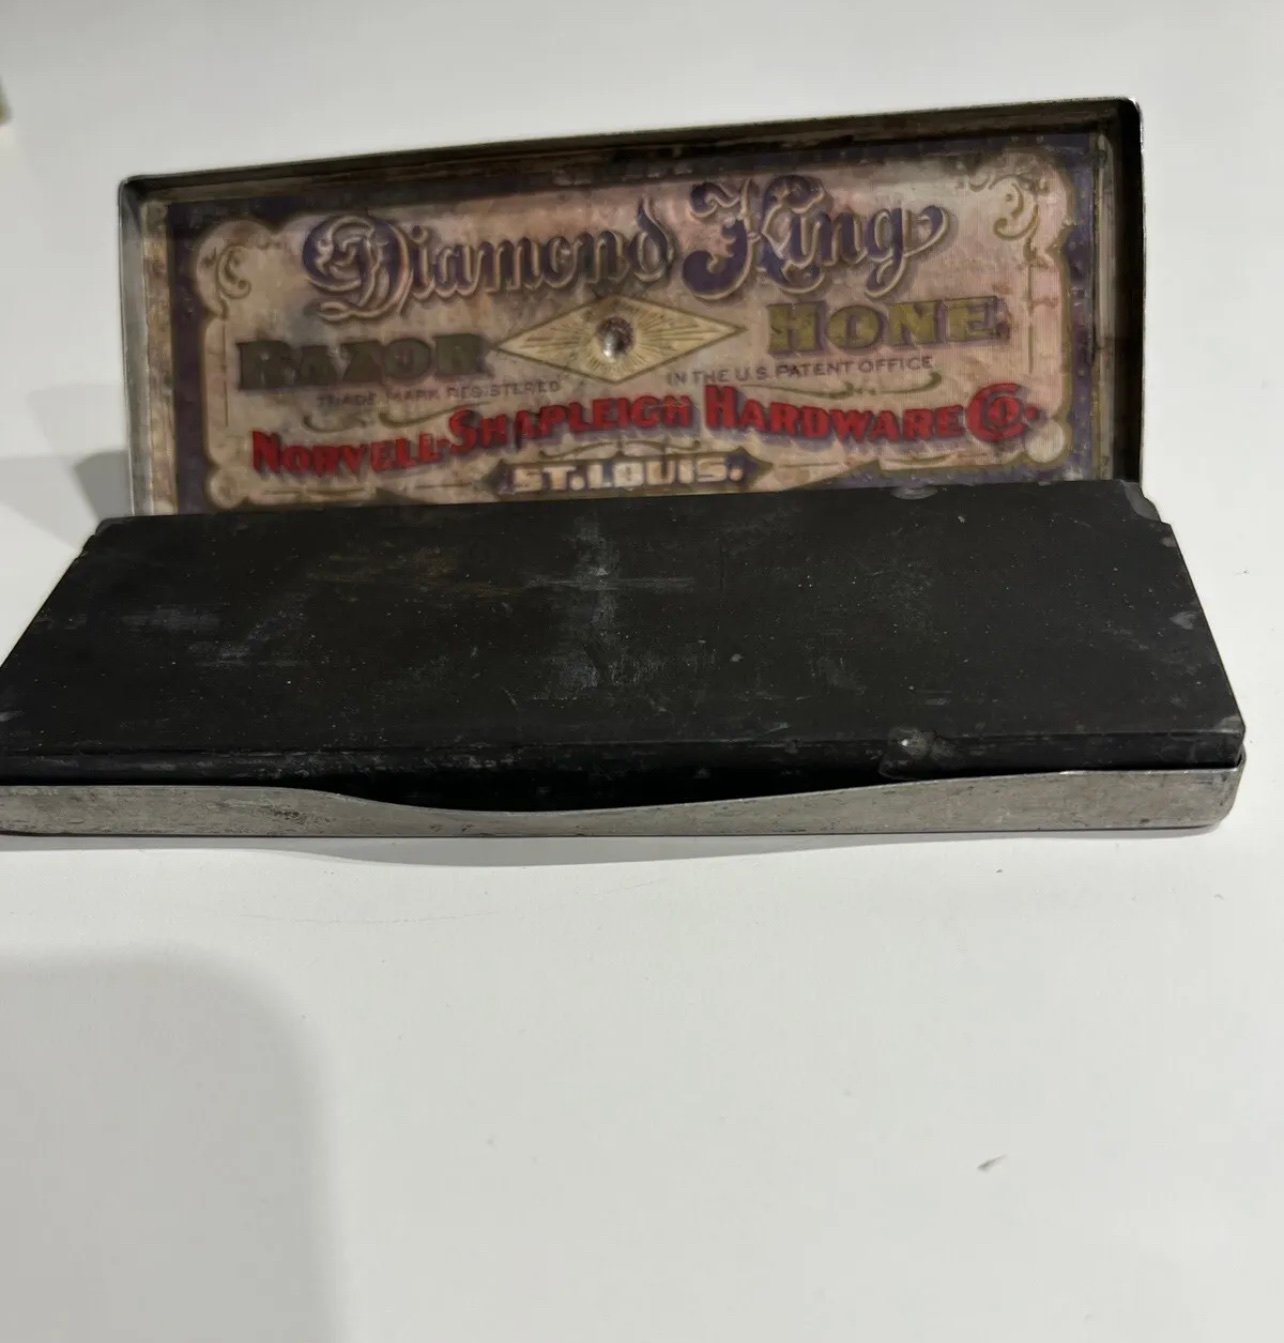 Diamond King
RAZOR HONE
TRADE MARK REGISTERED IN THE U.S. PATENT OFFICE
NORVELL-SHAPLEIGH HARDWARE CO.
ST. LOUIS.